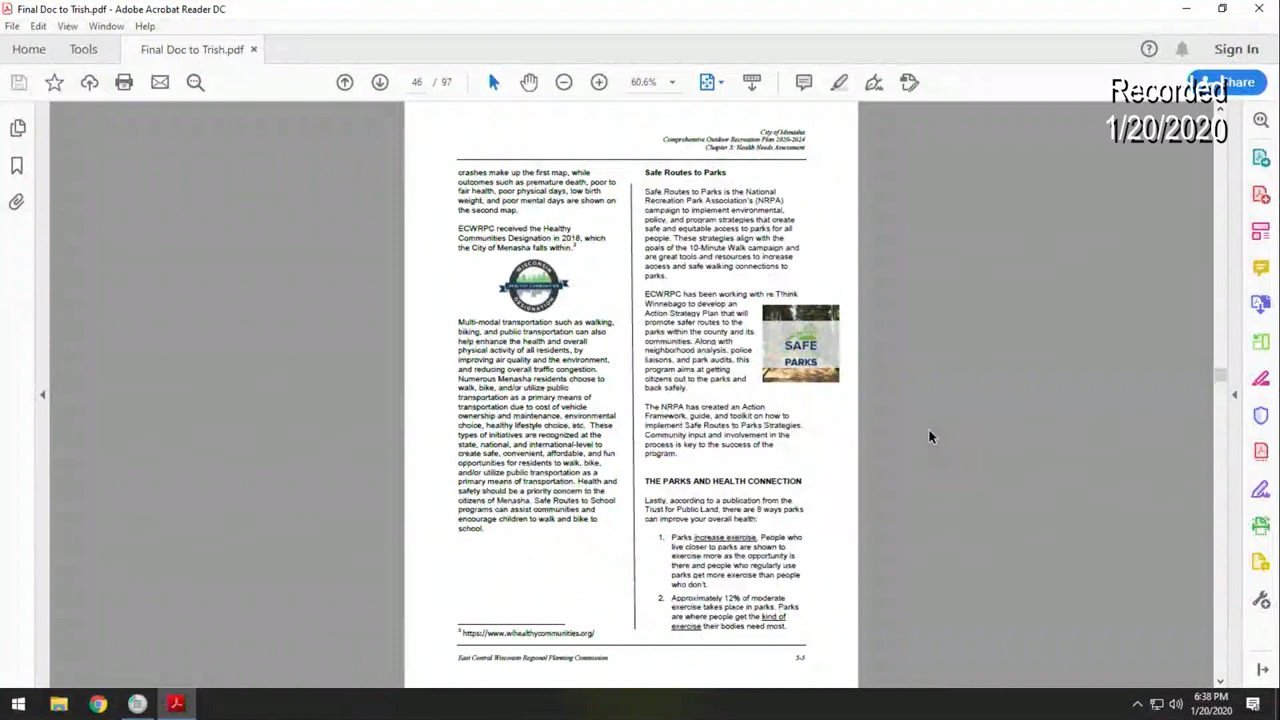 Final Doc to Trish.pdf - Adobe Acrobat Reader DC
File Edit View Window Help
Home Tools Final Doc to Trish.pdf × Sign In
46 / 97 60.6% Share
Recorded
1/20/2020
City of Menasha
Comprehensive Outdoor Recreation Plan 2020-2024
Chapter 5: Health Needs Assessment
crashes make up the first map, while
outcomes such as premature death, poor to
fair health, poor physical days, low birth
weight, and poor mental days are shown on
the second map.
ECWRPC received the Healthy
Communities Designation in 2018, which
the City of Menasha falls within.³
WISCONSIN
HEALTHY COMMUNITIES
DESIGNATION
Multi-modal transportation such as walking,
biking, and public transportation can also
help enhance the health and overall
physical activity of all residents, by
improving air quality and the environment,
and reducing overall traffic congestion.
Numerous Menasha residents choose to
walk, bike, and/or utilize public
transportation as a primary means of
transportation due to cost of vehicle
ownership and maintenance, environmental
choice, healthy lifestyle choice, etc. These
types of initiatives are recognized at the
state, national, and international-level to
create safe, convenient, affordable, and fun
opportunities for residents to walk, bike,
and/or utilize public transportation as a
primary means of transportation. Health and
safety should be a priority concern to the
citizens of Menasha. Safe Routes to School
programs can assist communities and
encourage children to walk and bike to
school.
³ https://www.wihealthycommunities.org/
Safe Routes to Parks
Safe Routes to Parks is the National
Recreation Park Association's (NRPA)
campaign to implement environmental,
policy, and program strategies that create
safe and equitable access to parks for all
people. These strategies align with the
goals of the 10-Minute Walk campaign and
are great tools and resources to increase
access and safe walking connections to
parks.
ECWRPC has been working with re:Think
Winnebago to develop an
Action Strategy Plan that will
promote safer routes to the
parks within the county and its
communities. Along with
neighborhood analysis, police
liaisons, and park audits, this
program aims at getting
citizens out to the parks and
back safely.
SAFE
PARKS
The NRPA has created an Action
Framework, guide, and toolkit on how to
implement Safe Routes to Parks Strategies.
Community input and involvement in the
process is key to the success of the
program.
THE PARKS AND HEALTH CONNECTION
Lastly, according to a publication from the
Trust for Public Land, there are 8 ways parks
can improve your overall health:
1. Parks increase exercise. People who
live closer to parks are shown to
exercise more as the opportunity is
there and people who regularly use
parks get more exercise than people
who don't.
2. Approximately 12% of moderate
exercise takes place in parks. Parks
are where people get the kind of
exercise their bodies need most.
East Central Wisconsin Regional Planning Commission 5-5
6:38 PM
1/20/2020